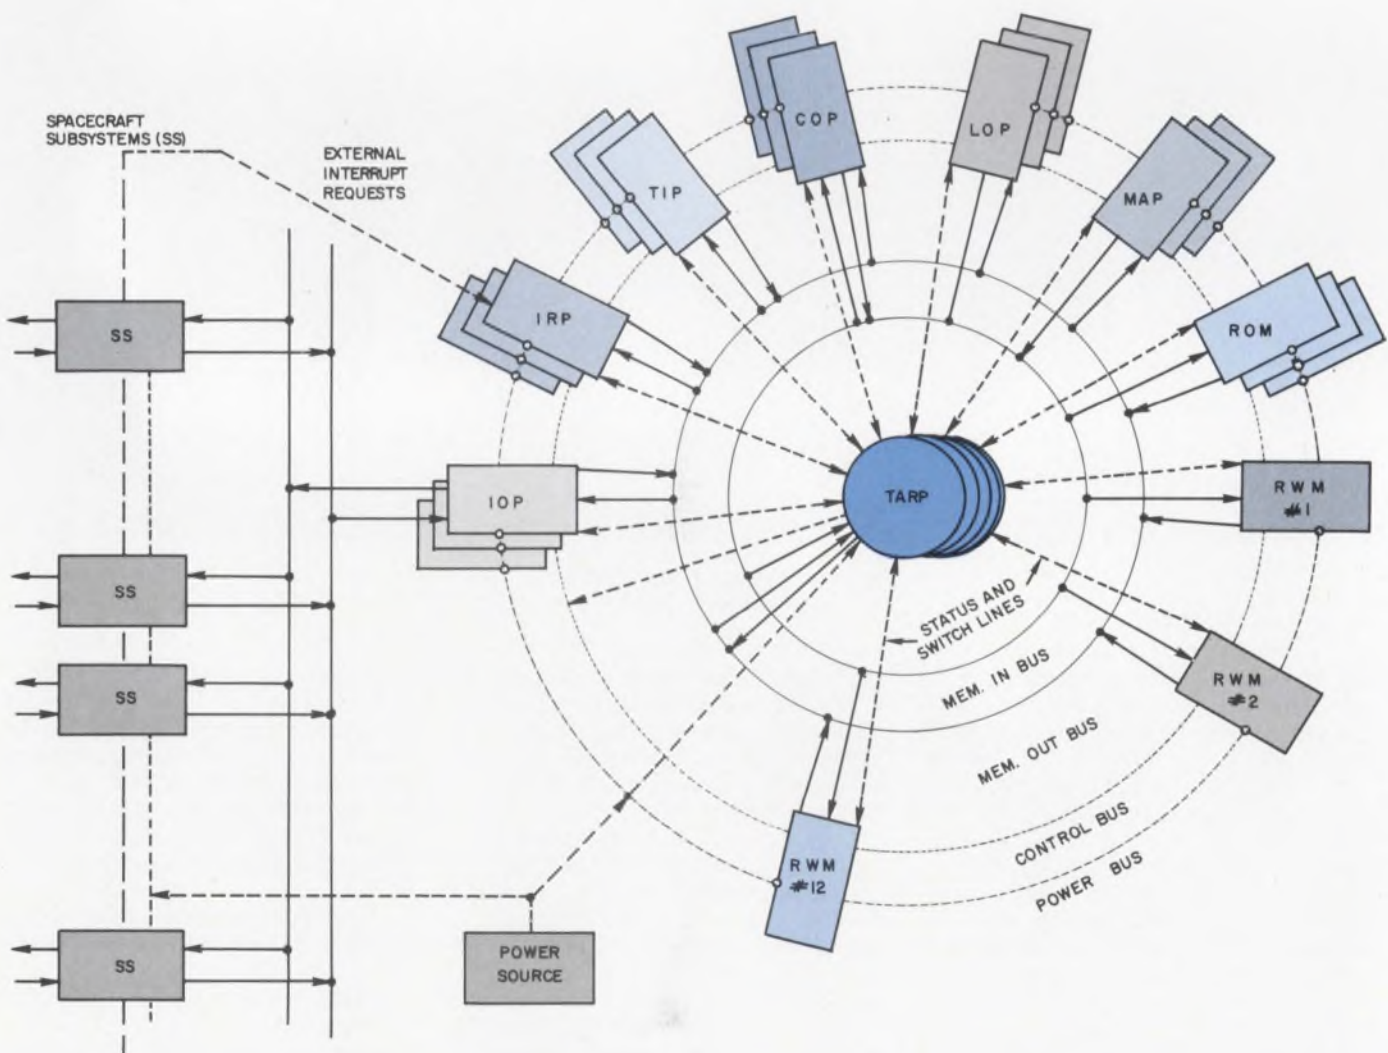 SPACECRAFT
SUBSYSTEMS (SS)
EXTERNAL
INTERRUPT
REQUESTS
COP
LOP
TIP
MAP
IRP
ROM
SS
IOP
TARP
RWM
#1
SS
STATUS AND
SWITCH LINES
SS
MEM. IN BUS
RWM
#2
MEM. OUT BUS
CONTROL BUS
POWER BUS
RWM
#12
POWER
SOURCE
SS